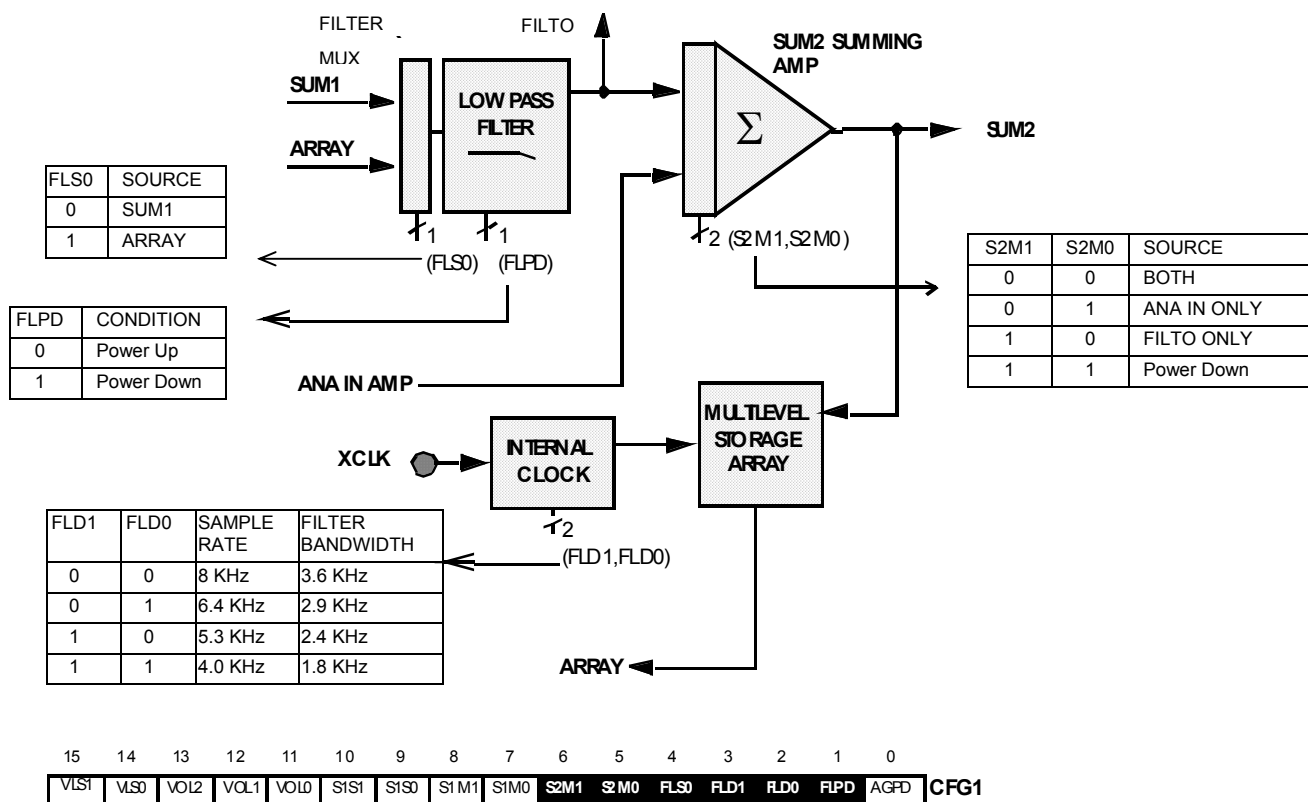 FILTER
MUX
FILTO
SUM2 SUMMING
AMP
SUM1
ARRAY
LOW PASS
FILTER
Σ
SUM2
FLS0 SOURCE
0 SUM1
1 ARRAY
1
(FLS0)
1
(FLPD)
2 (S2M1,S2M0)
S2M1 S2M0 SOURCE
0 0 BOTH
0 1 ANA IN ONLY
1 0 FILTO ONLY
1 1 Power Down
FLPD CONDITION
0 Power Up
1 Power Down
ANA IN AMP
XCLK
INTERNAL
CLOCK
MULTILEVEL
STORAGE
ARRAY
2
(FLD1,FLD0)
FLD1 FLD0 SAMPLE RATE FILTER BANDWIDTH
0 0 8 KHz 3.6 KHz
0 1 6.4 KHz 2.9 KHz
1 0 5.3 KHz 2.4 KHz
1 1 4.0 KHz 1.8 KHz
ARRAY
15 14 13 12 11 10 9 8 7 6 5 4 3 2 1 0
VLS1 VLS0 VOL2 VOL1 VOL0 S1S1 S1S0 S1M1 S1M0 S2M1 S2M0 FLS0 FLD1 FLD0 FLPD AGPD CFG1